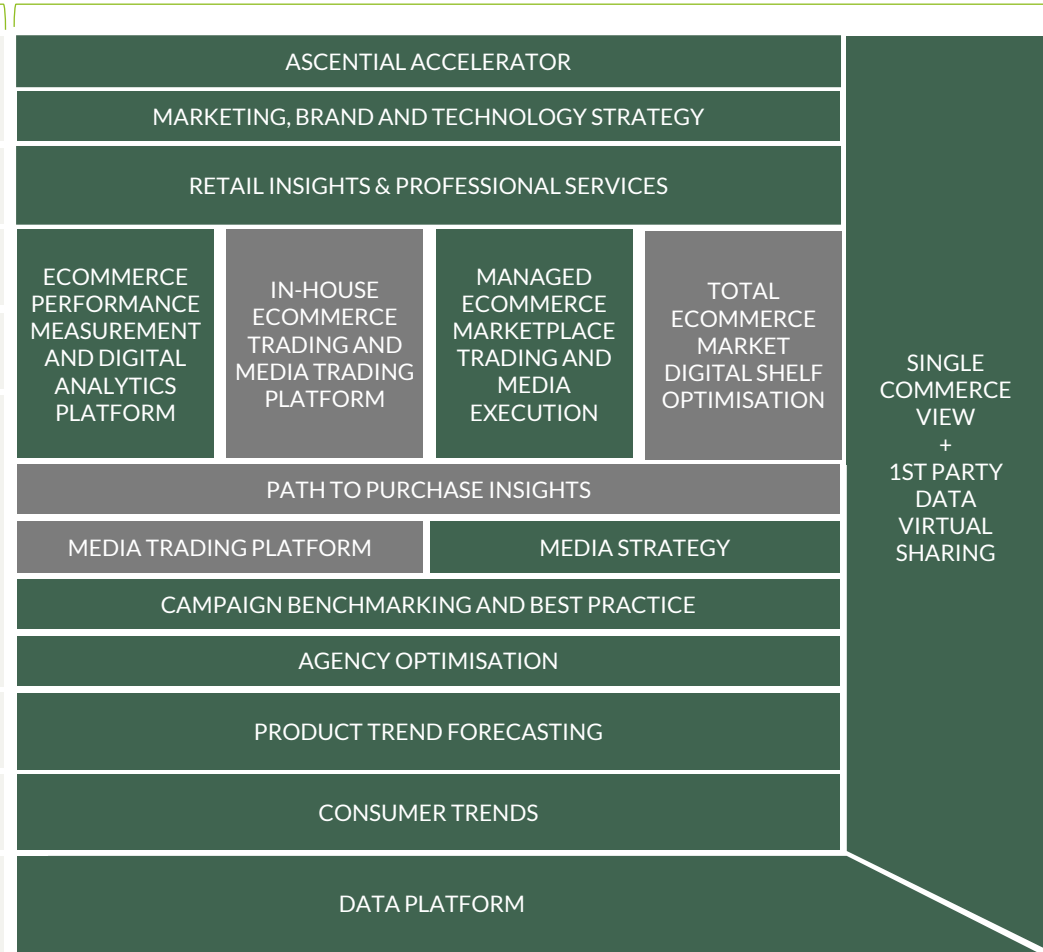 ASCENTIAL ACCELERATOR
MARKETING, BRAND AND TECHNOLOGY STRATEGY
RETAIL INSIGHTS & PROFESSIONAL SERVICES
ECOMMERCE
PERFORMANCE
MEASUREMENT
AND DIGITAL
ANALYTICS
PLATFORM
IN-HOUSE
ECOMMERCE
TRADING AND
MEDIA TRADING
PLATFORM
MANAGED
ECOMMERCE
MARKETPLACE
TRADING AND
MEDIA
EXECUTION
TOTAL
ECOMMERCE
MARKET
DIGITAL SHELF
OPTIMISATION
PATH TO PURCHASE INSIGHTS
MEDIA TRADING PLATFORM
MEDIA STRATEGY
CAMPAIGN BENCHMARKING AND BEST PRACTICE
AGENCY OPTIMISATION
PRODUCT TREND FORECASTING
CONSUMER TRENDS
DATA PLATFORM
SINGLE
COMMERCE
VIEW
+
1ST PARTY
DATA
VIRTUAL
SHARING